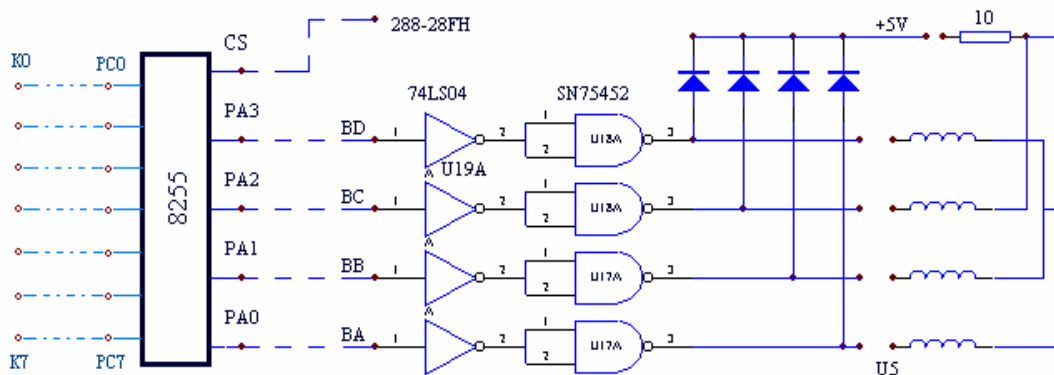 288-28FH
+5V
10
CS
K0
PC0
74LS04
SN75452
PA3
BD
1
2
1
2
U18A
3
U19A
8255
PA2
BC
A
1
2
1
2
U18A
3
PA1
BB
A
1
2
1
2
U17A
3
PA0
BA
A
1
2
1
2
U17A
3
K7
PC7
U5